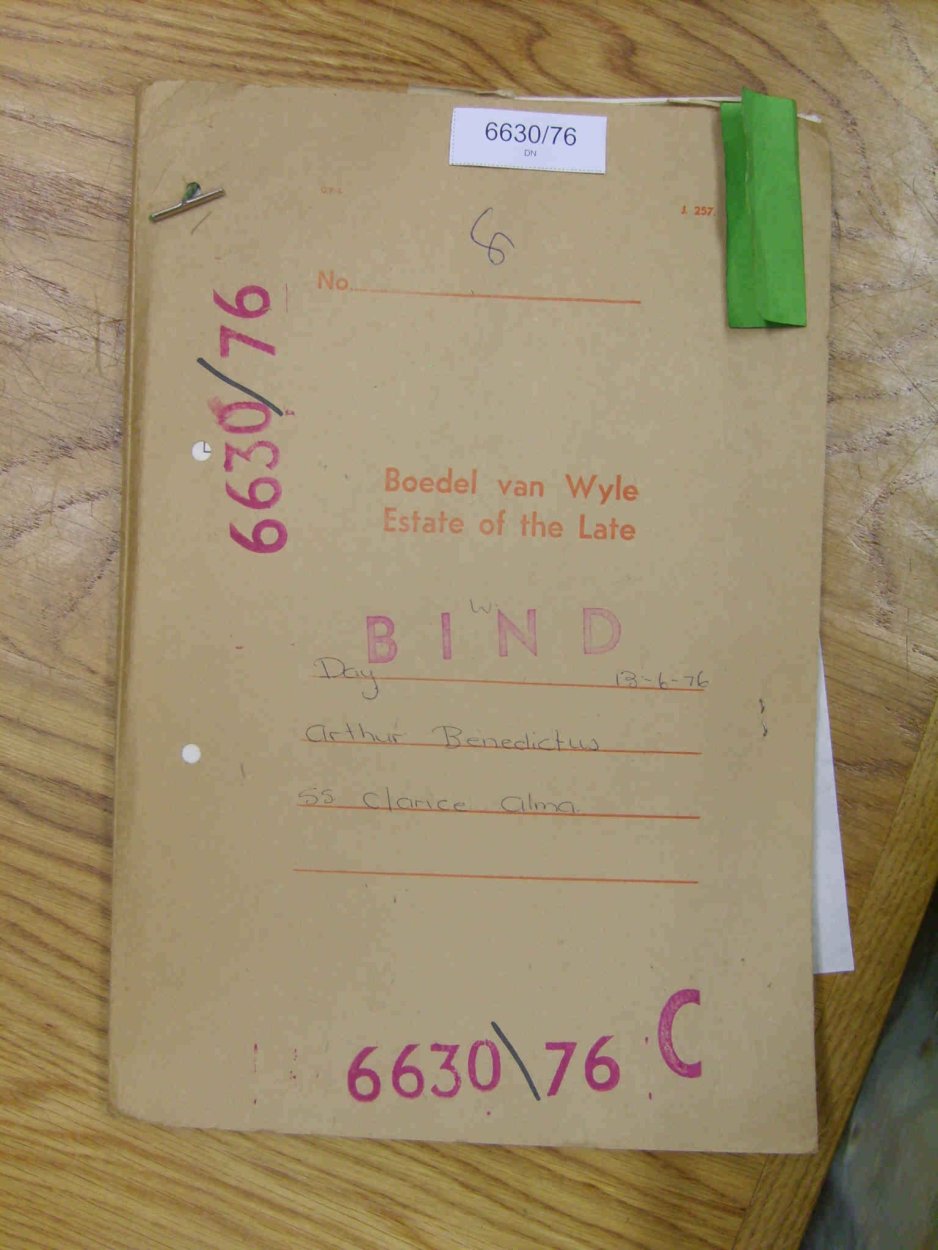 6630/76
DN
G.P.-S.
J. 257
No.
6630/76
Boedel van Wyle
Estate of the Late
W.
BIND
Day 13-6-76
Arthur Benedictus
SS Clarice Alma.
6630\76 C